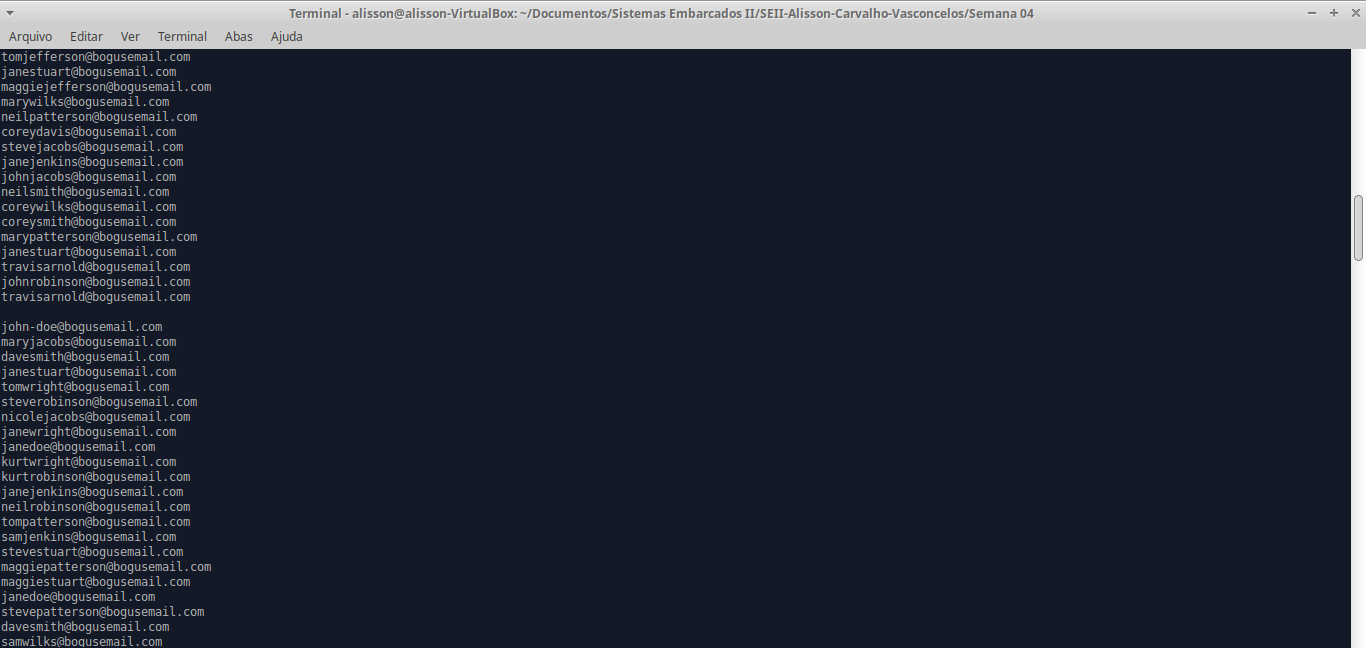 Terminal - alisson@alisson-VirtualBox: ~/Documentos/Sistemas Embarcados II/SEII-Alisson-Carvalho-Vasconcelos/Semana 04
Arquivo Editar Ver Terminal Abas Ajuda
tomjefferson@bogusemail.com
janestuart@bogusemail.com
maggiejefferson@bogusemail.com
marywilks@bogusemail.com
neilpatterson@bogusemail.com
coreydavis@bogusemail.com
stevejacobs@bogusemail.com
janejenkins@bogusemail.com
johnjacobs@bogusemail.com
neilsmith@bogusemail.com
coreywilks@bogusemail.com
coreysmith@bogusemail.com
marypatterson@bogusemail.com
janestuart@bogusemail.com
travisarnold@bogusemail.com
johnrobinson@bogusemail.com
travisarnold@bogusemail.com
john-doe@bogusemail.com
maryjacobs@bogusemail.com
davesmith@bogusemail.com
janestuart@bogusemail.com
tomwright@bogusemail.com
steverobinson@bogusemail.com
nicolejacobs@bogusemail.com
janewright@bogusemail.com
janedoe@bogusemail.com
kurtwright@bogusemail.com
kurtrobinson@bogusemail.com
janejenkins@bogusemail.com
neilrobinson@bogusemail.com
tompatterson@bogusemail.com
samjenkins@bogusemail.com
stevestuart@bogusemail.com
maggiepatterson@bogusemail.com
maggiestuart@bogusemail.com
janedoe@bogusemail.com
stevepatterson@bogusemail.com
davesmith@bogusemail.com
samwilks@bogusemail.com